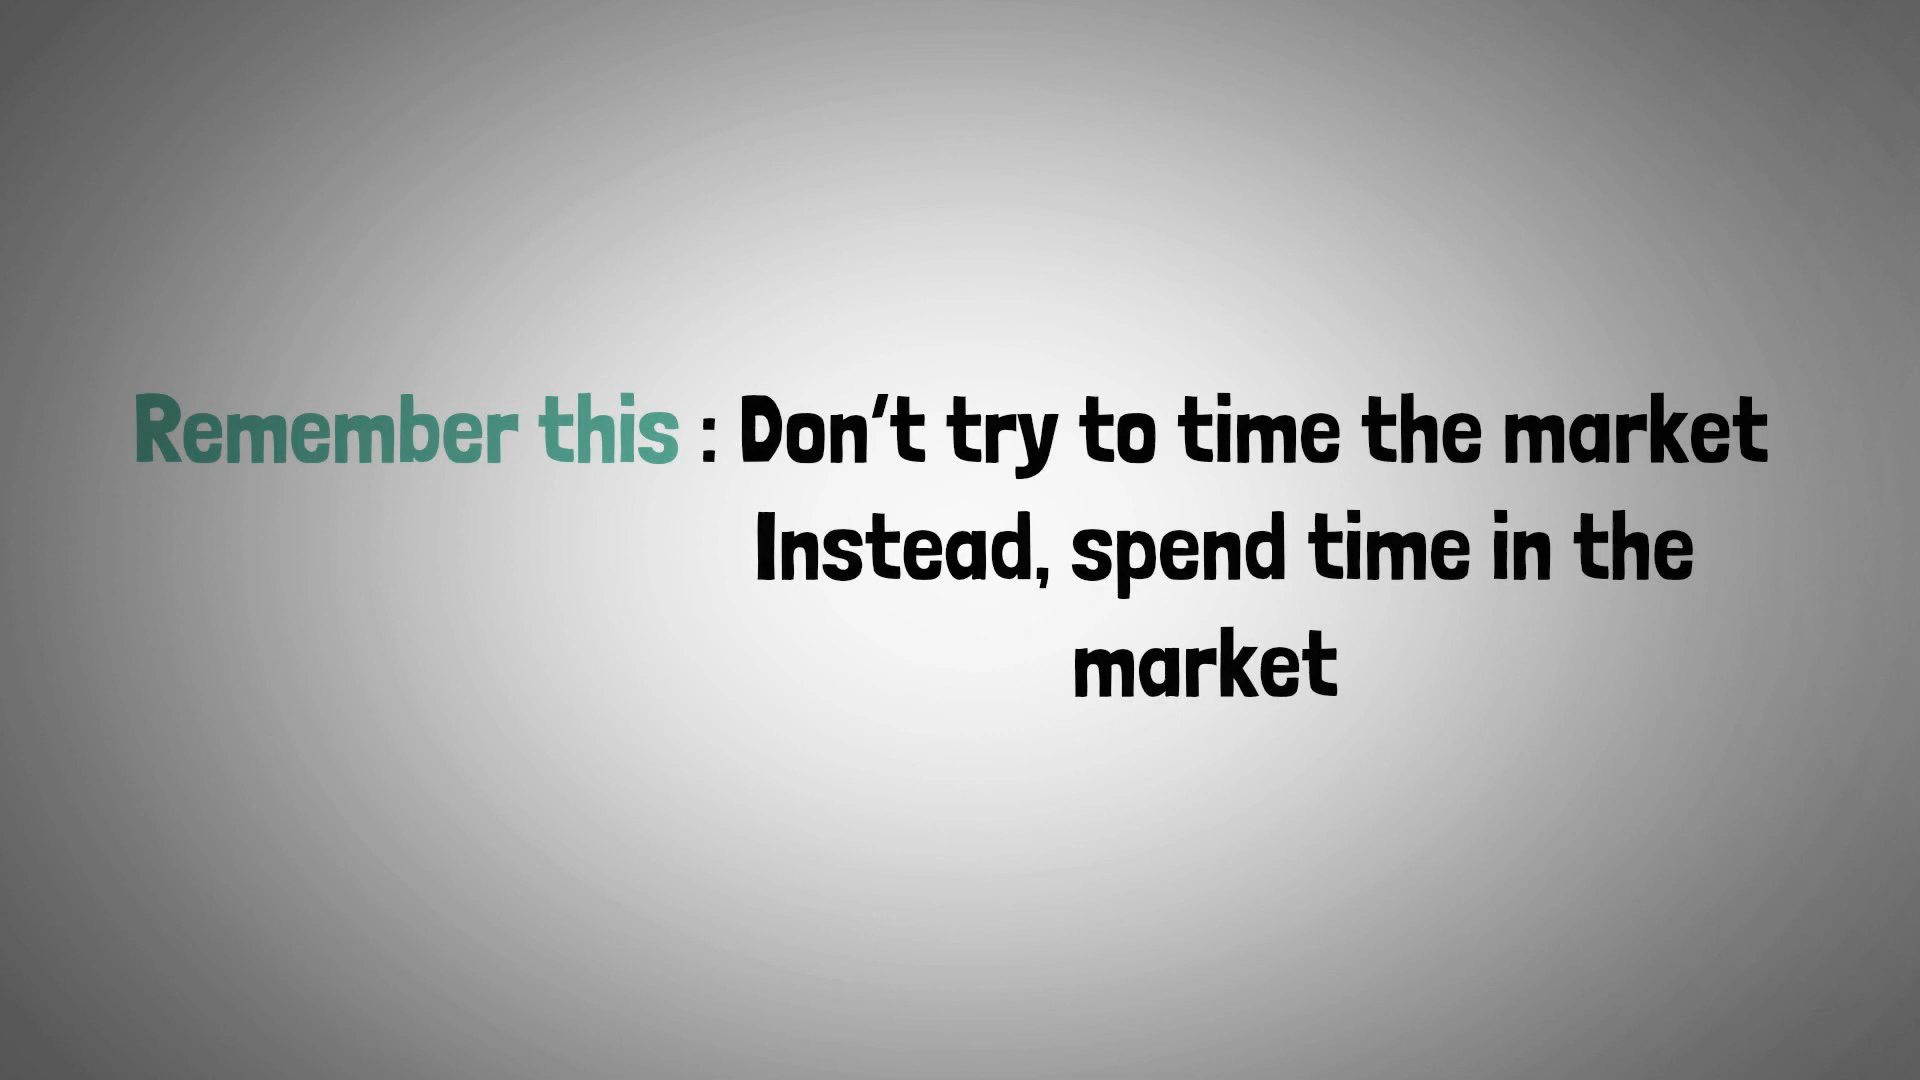 Remember this : Don't try to time the market
Instead, spend time in the
market